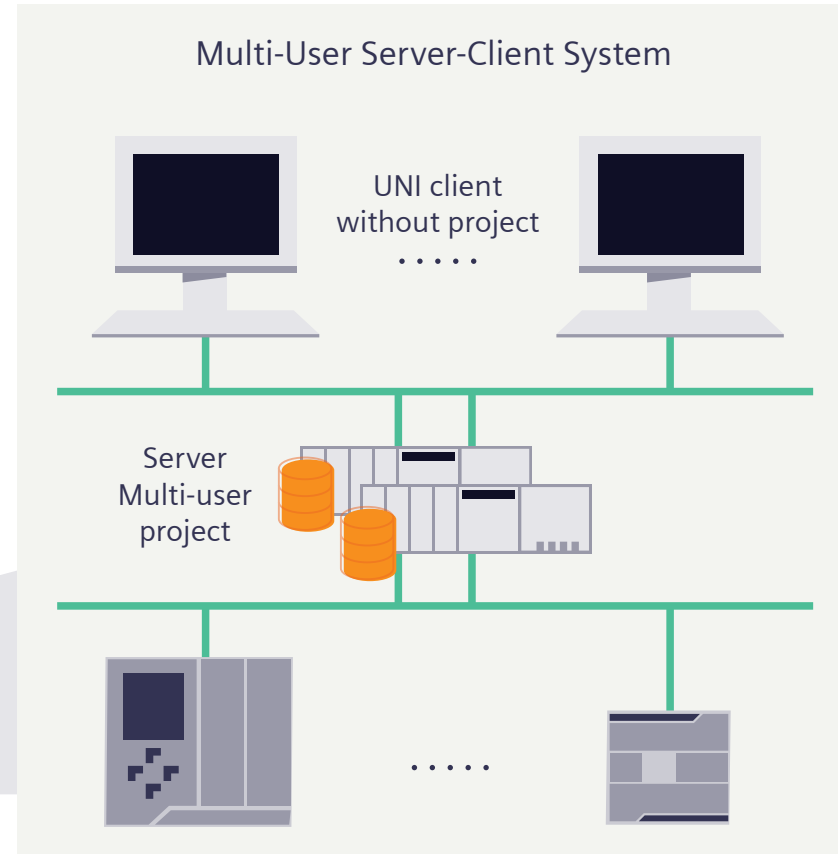 Multi-User Server-Client System
UNI client
without project
.....
Server
Multi-user
project
.....